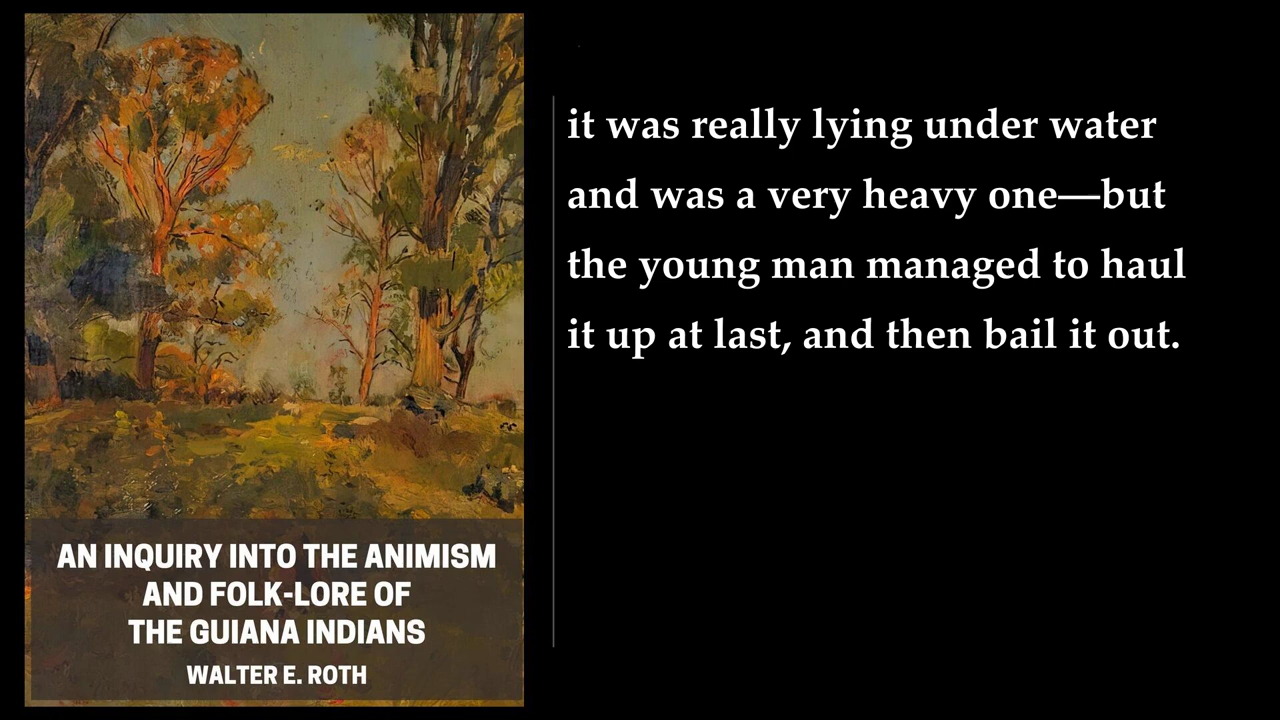 it was really lying under water
and was a very heavy one—but
the young man managed to haul
it up at last, and then bail it out.
AN INQUIRY INTO THE ANIMISM
AND FOLK-LORE OF
THE GUIANA INDIANS
WALTER E. ROTH